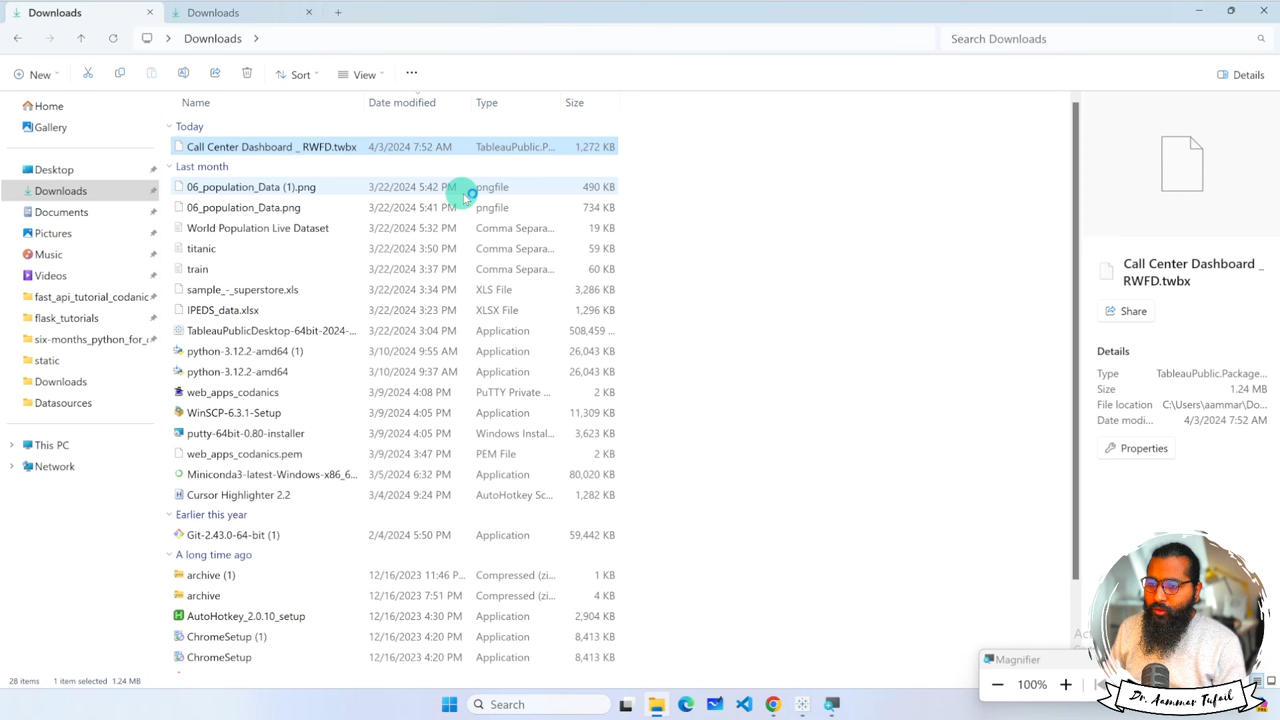 Downloads
Downloads
Downloads
Search Downloads
New
Sort
View
Details
Name Date modified Type Size
Home
Gallery
Desktop
Downloads
Documents
Pictures
Music
Videos
fast_api_tutorial_codanic
flask_tutorials
six-months_python_for_c
static
Downloads
Datasources
This PC
Network
Today
Call Center Dashboard _ RWFD.twbx 4/3/2024 7:52 AM TableauPublic.P... 1,272 KB
Last month
06_population_Data (1).png 3/22/2024 5:42 PM pngfile 490 KB
06_population_Data.png 3/22/2024 5:41 PM pngfile 734 KB
World Population Live Dataset 3/22/2024 5:32 PM Comma Separa... 19 KB
titanic 3/22/2024 3:50 PM Comma Separa... 59 KB
train 3/22/2024 3:37 PM Comma Separa... 60 KB
sample_-_superstore.xls 3/22/2024 3:34 PM XLS File 3,286 KB
IPEDS_data.xlsx 3/22/2024 3:23 PM XLSX File 1,296 KB
TableauPublicDesktop-64bit-2024-... 3/22/2024 3:04 PM Application 508,459 ...
python-3.12.2-amd64 (1) 3/10/2024 9:55 AM Application 26,043 KB
python-3.12.2-amd64 3/10/2024 9:37 AM Application 26,043 KB
web_apps_codanics 3/9/2024 4:08 PM PuTTY Private ... 2 KB
WinSCP-6.3.1-Setup 3/9/2024 4:05 PM Application 11,309 KB
putty-64bit-0.80-installer 3/9/2024 4:05 PM Windows Instal... 3,623 KB
web_apps_codanics.pem 3/9/2024 3:47 PM PEM File 2 KB
Miniconda3-latest-Windows-x86_6... 3/5/2024 6:32 PM Application 80,020 KB
Cursor Highlighter 2.2 3/4/2024 9:24 PM AutoHotkey Sc... 1,282 KB
Earlier this year
Git-2.43.0-64-bit (1) 2/4/2024 5:50 PM Application 59,442 KB
A long time ago
archive (1) 12/16/2023 11:46 P... Compressed (zi... 1 KB
archive 12/16/2023 7:51 PM Compressed (zi... 4 KB
AutoHotkey_2.0.10_setup 12/16/2023 4:30 PM Application 2,904 KB
ChromeSetup (1) 12/16/2023 4:20 PM Application 8,413 KB
ChromeSetup 12/16/2023 4:20 PM Application 8,413 KB
Call Center Dashboard _
RWFD.twbx
Share
Details
Type TableauPublic.Package...
Size 1.24 MB
File location C:\Users\aammar\Do...
Date modi... 4/3/2024 7:52 AM
Properties
Magnifier
100%
Dr. Aammar Tufail
28 items 1 item selected 1.24 MB
Search